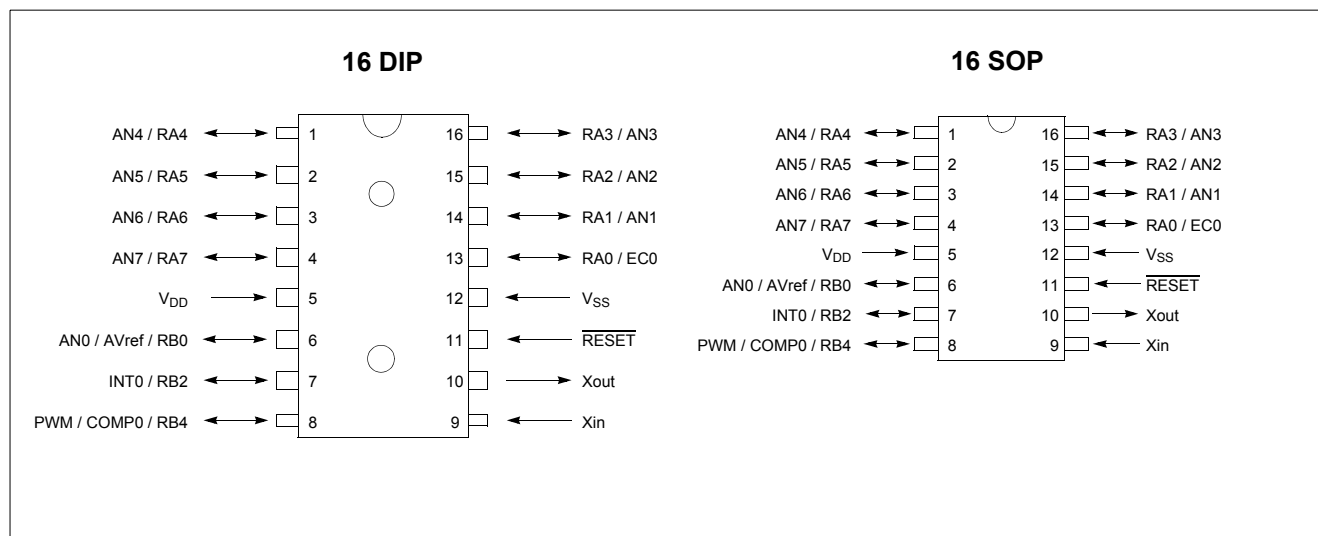 16 DIP
AN4 / RA4 1 16 RA3 / AN3
AN5 / RA5 2 15 RA2 / AN2
AN6 / RA6 3 14 RA1 / AN1
AN7 / RA7 4 13 RA0 / EC0
VDD 5 12 VSS
AN0 / AVref / RB0 6 11 RESET
INT0 / RB2 7 10 Xout
PWM / COMP0 / RB4 8 9 Xin
16 SOP
AN4 / RA4 1 16 RA3 / AN3
AN5 / RA5 2 15 RA2 / AN2
AN6 / RA6 3 14 RA1 / AN1
AN7 / RA7 4 13 RA0 / EC0
VDD 5 12 VSS
AN0 / AVref / RB0 6 11 RESET
INT0 / RB2 7 10 Xout
PWM / COMP0 / RB4 8 9 Xin